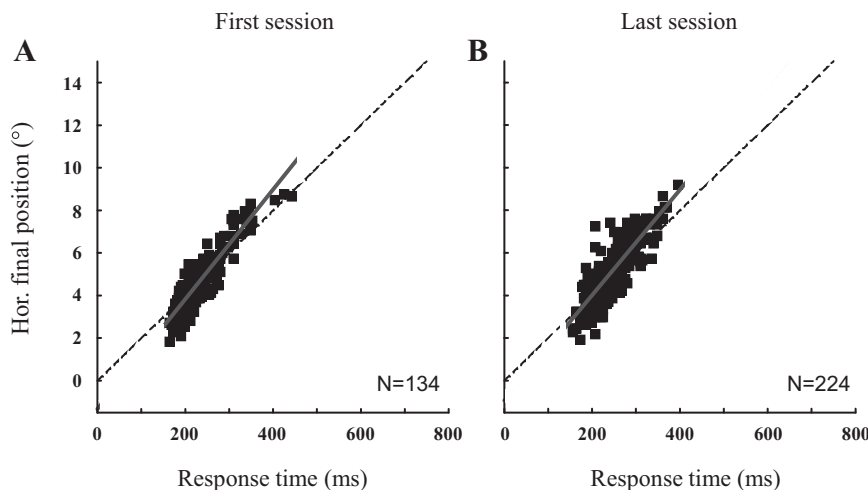 First session
Last session
A
B
14
12
10
8
6
4
2
0
Hor. final position (°)
N=134
N=224
0 200 400 600 800
0 200 400 600 800
Response time (ms)
Response time (ms)